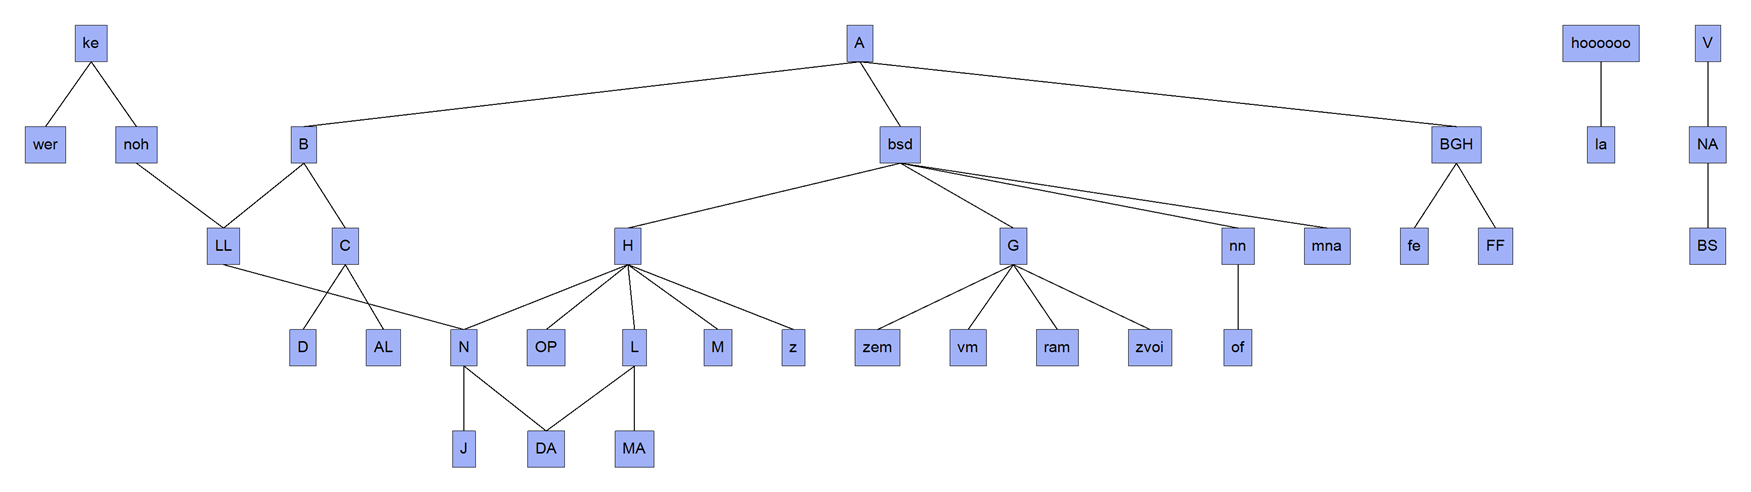 ke
A
hoooooo
V
wer
noh
B
bsd
BGH
la
NA
LL
C
H
G
nn
mna
fe
FF
BS
D
AL
N
OP
L
M
z
zem
vm
ram
zvoi
of
J
DA
MA